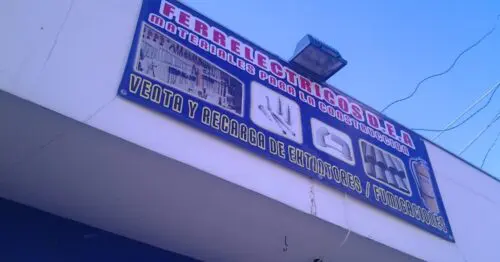 FERRELECTRICOS D.E.A
MATERIALES PARA LA CONSTRUCCION
VENTA Y RECARGA DE EXTINTORES / FUMIGACIONES